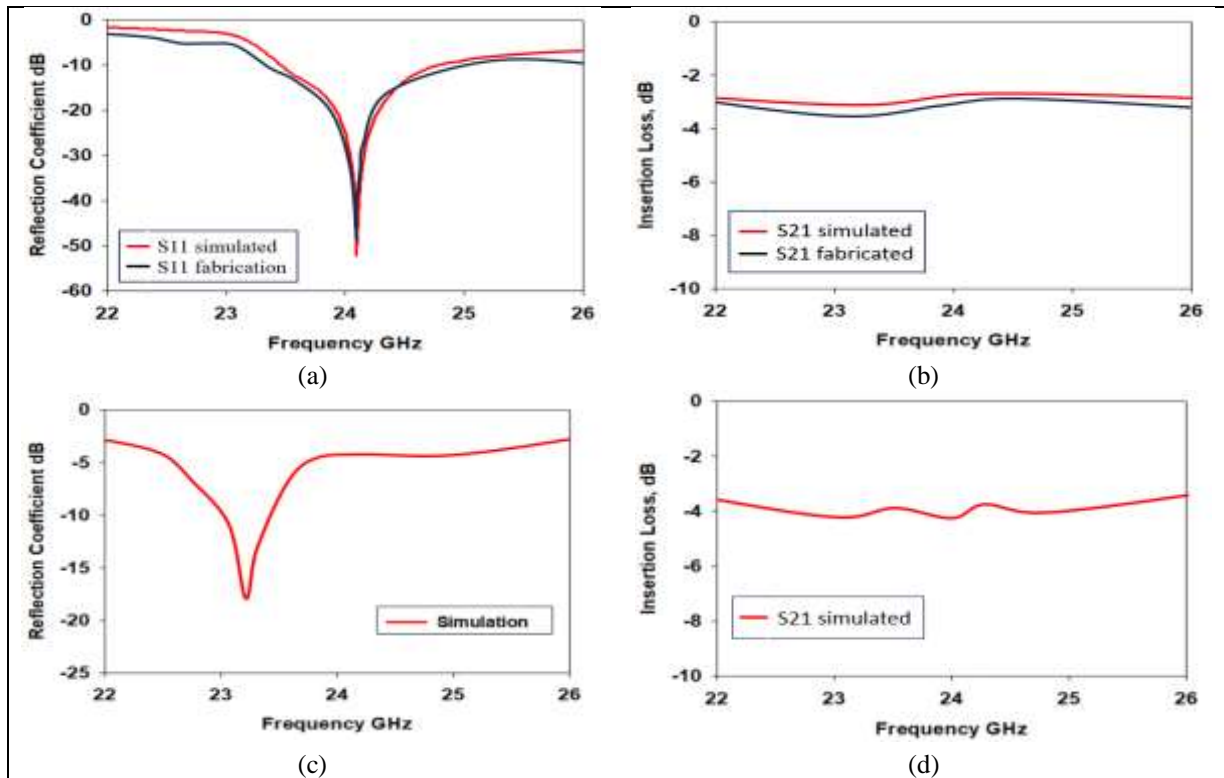 0
-10
-20
-30
-40
-50
-60
Reflection Coefficient dB
S11 simulated
S11 fabrication
22 23 24 25 26
Frequency GHz
(a)
0
-2
-4
-6
-8
-10
Insertion Loss, dB
S21 simulated
S21 fabricated
22 23 24 25 26
Frequency GHz
(b)
0
-5
-10
-15
-20
-25
Reflection Coefficient dB
Simulation
22 23 24 25 26
Frequency GHz
(c)
0
-2
-4
-6
-8
-10
Insertion Loss, dB
S21 simulated
22 23 24 25 26
Frequency GHz
(d)